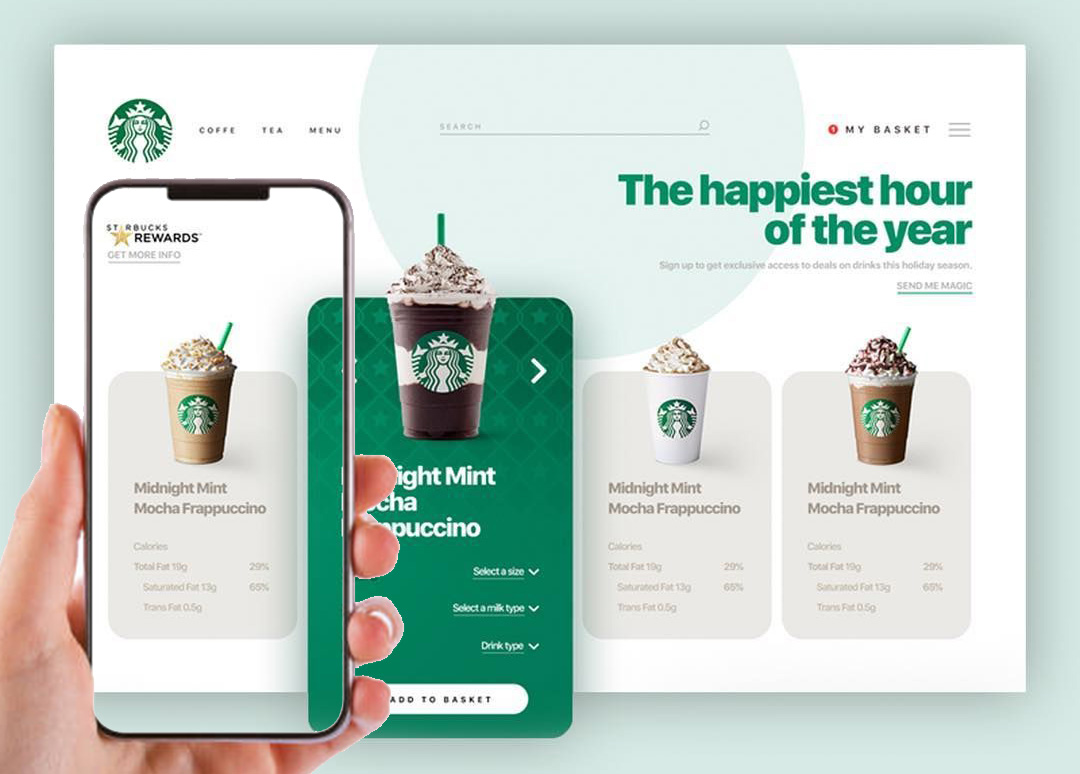 COFFE
TEA
MENU
SEARCH
1
MY BASKET
The happiest hour
of the year
Sign up to get exclusive access to deals on drinks this holiday season.
SEND ME MAGIC
STARBUCKS
REWARDS™
GET MORE INFO
Midnight Mint
Mocha Frappuccino
Calories
Total Fat 19g 29%
Saturated Fat 13g 65%
Trans Fat 0.5g
ight Mint
cha
ppuccino
Select a size
Select a milk type
Drink type
ADD TO BASKET
Midnight Mint
Mocha Frappuccino
Calories
Total Fat 19g 29%
Saturated Fat 13g 65%
Trans Fat 0.5g
Midnight Mint
Mocha Frappuccino
Calories
Total Fat 19g 29%
Saturated Fat 13g 65%
Trans Fat 0.5g